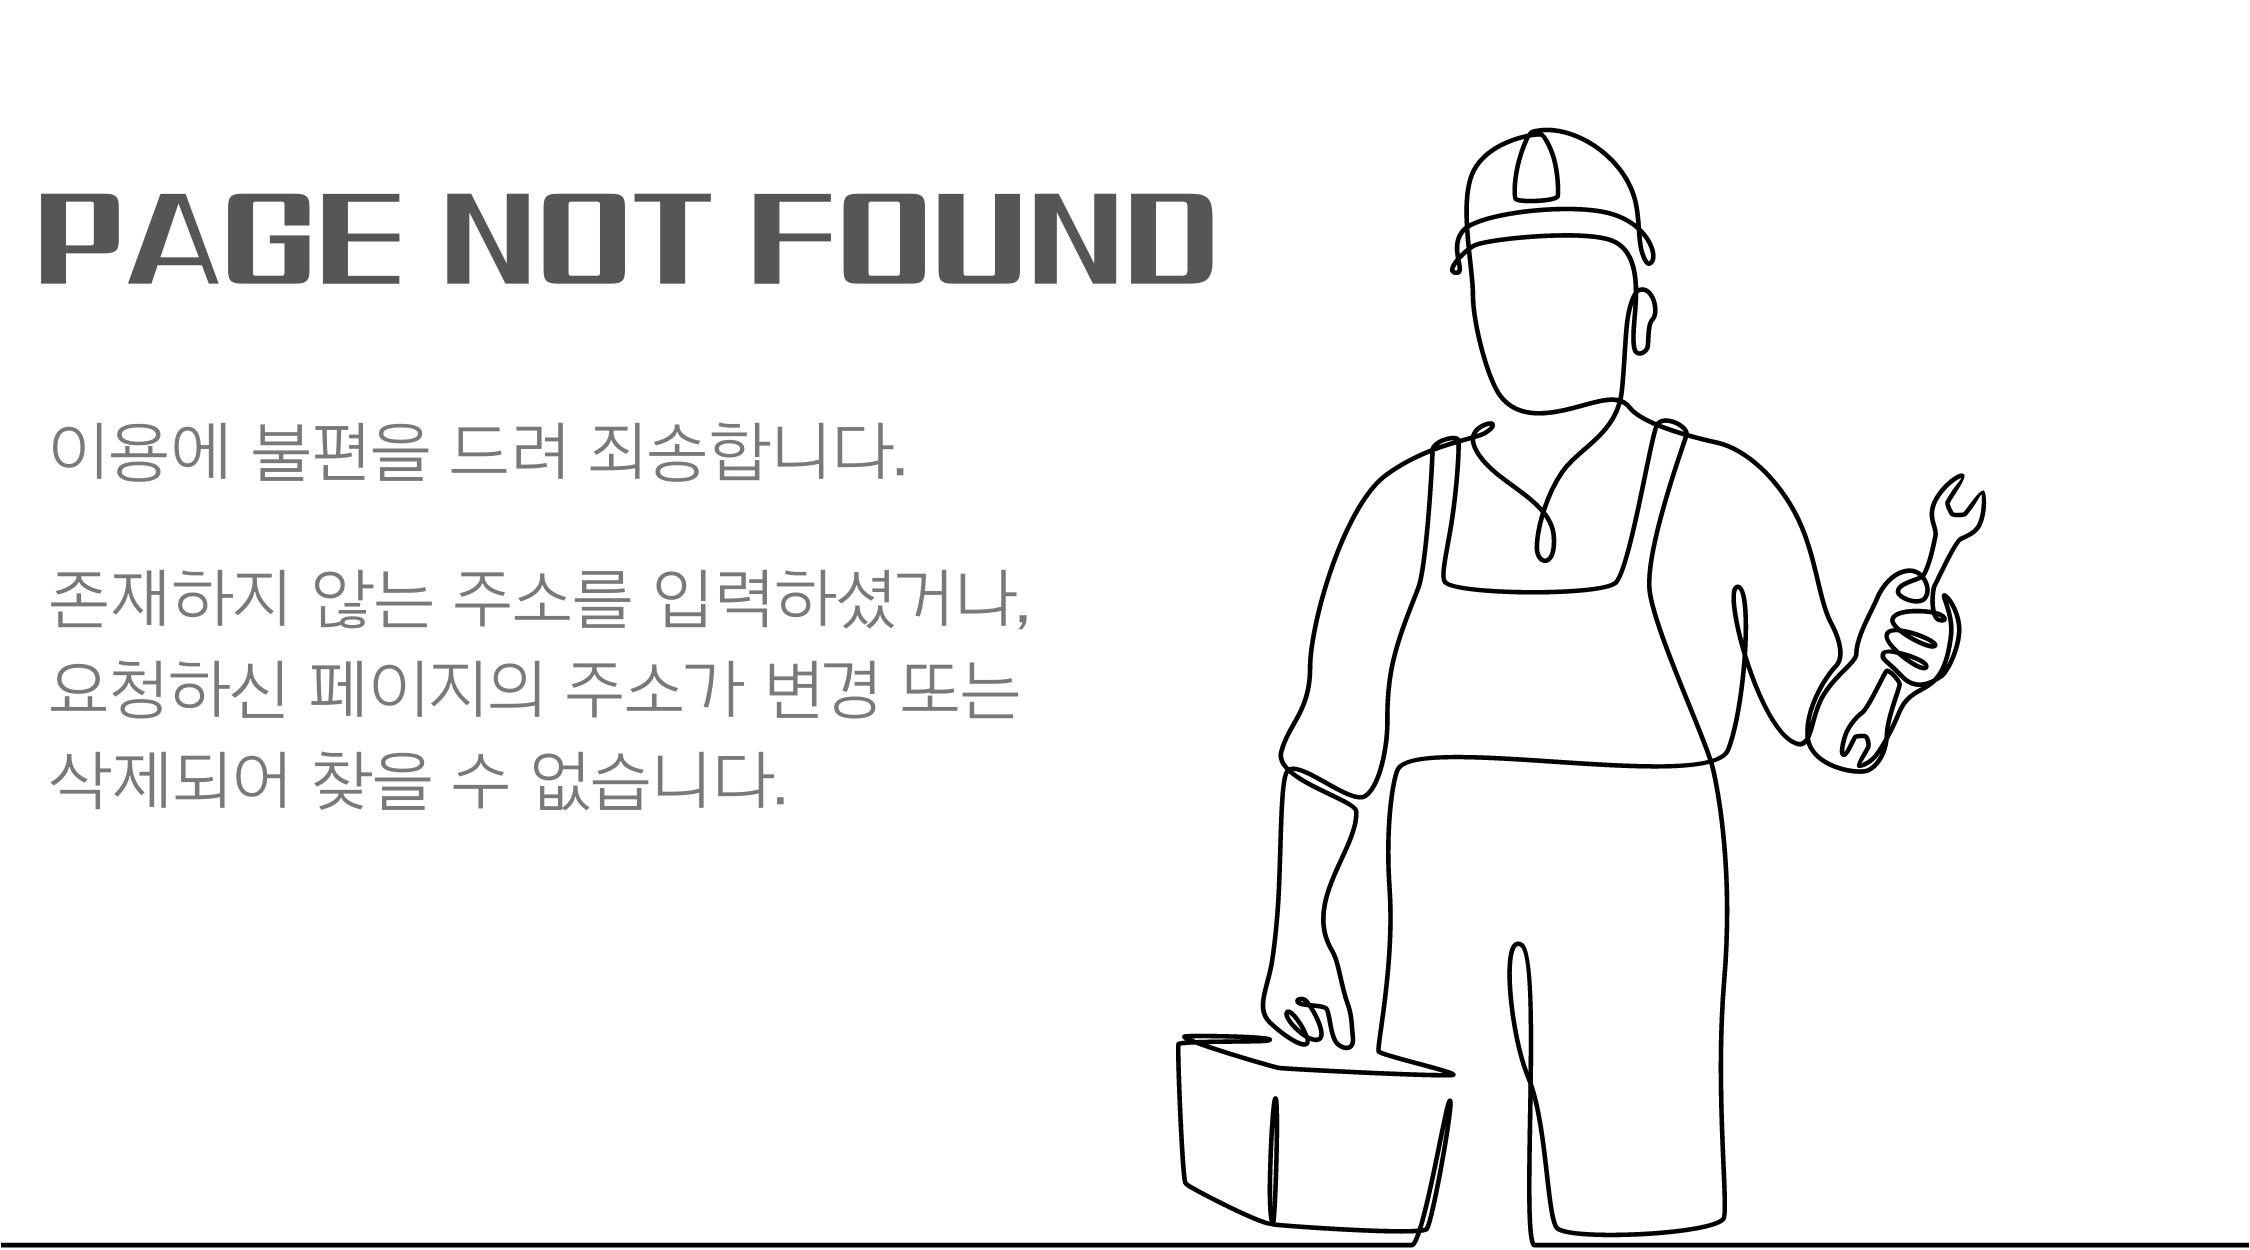 PAGE NOT FOUND
이용에 불편을 드려 죄송합니다.
존재하지 않는 주소를 입력하셨거나,
요청하신 페이지의 주소가 변경 또는
삭제되어 찾을 수 없습니다.